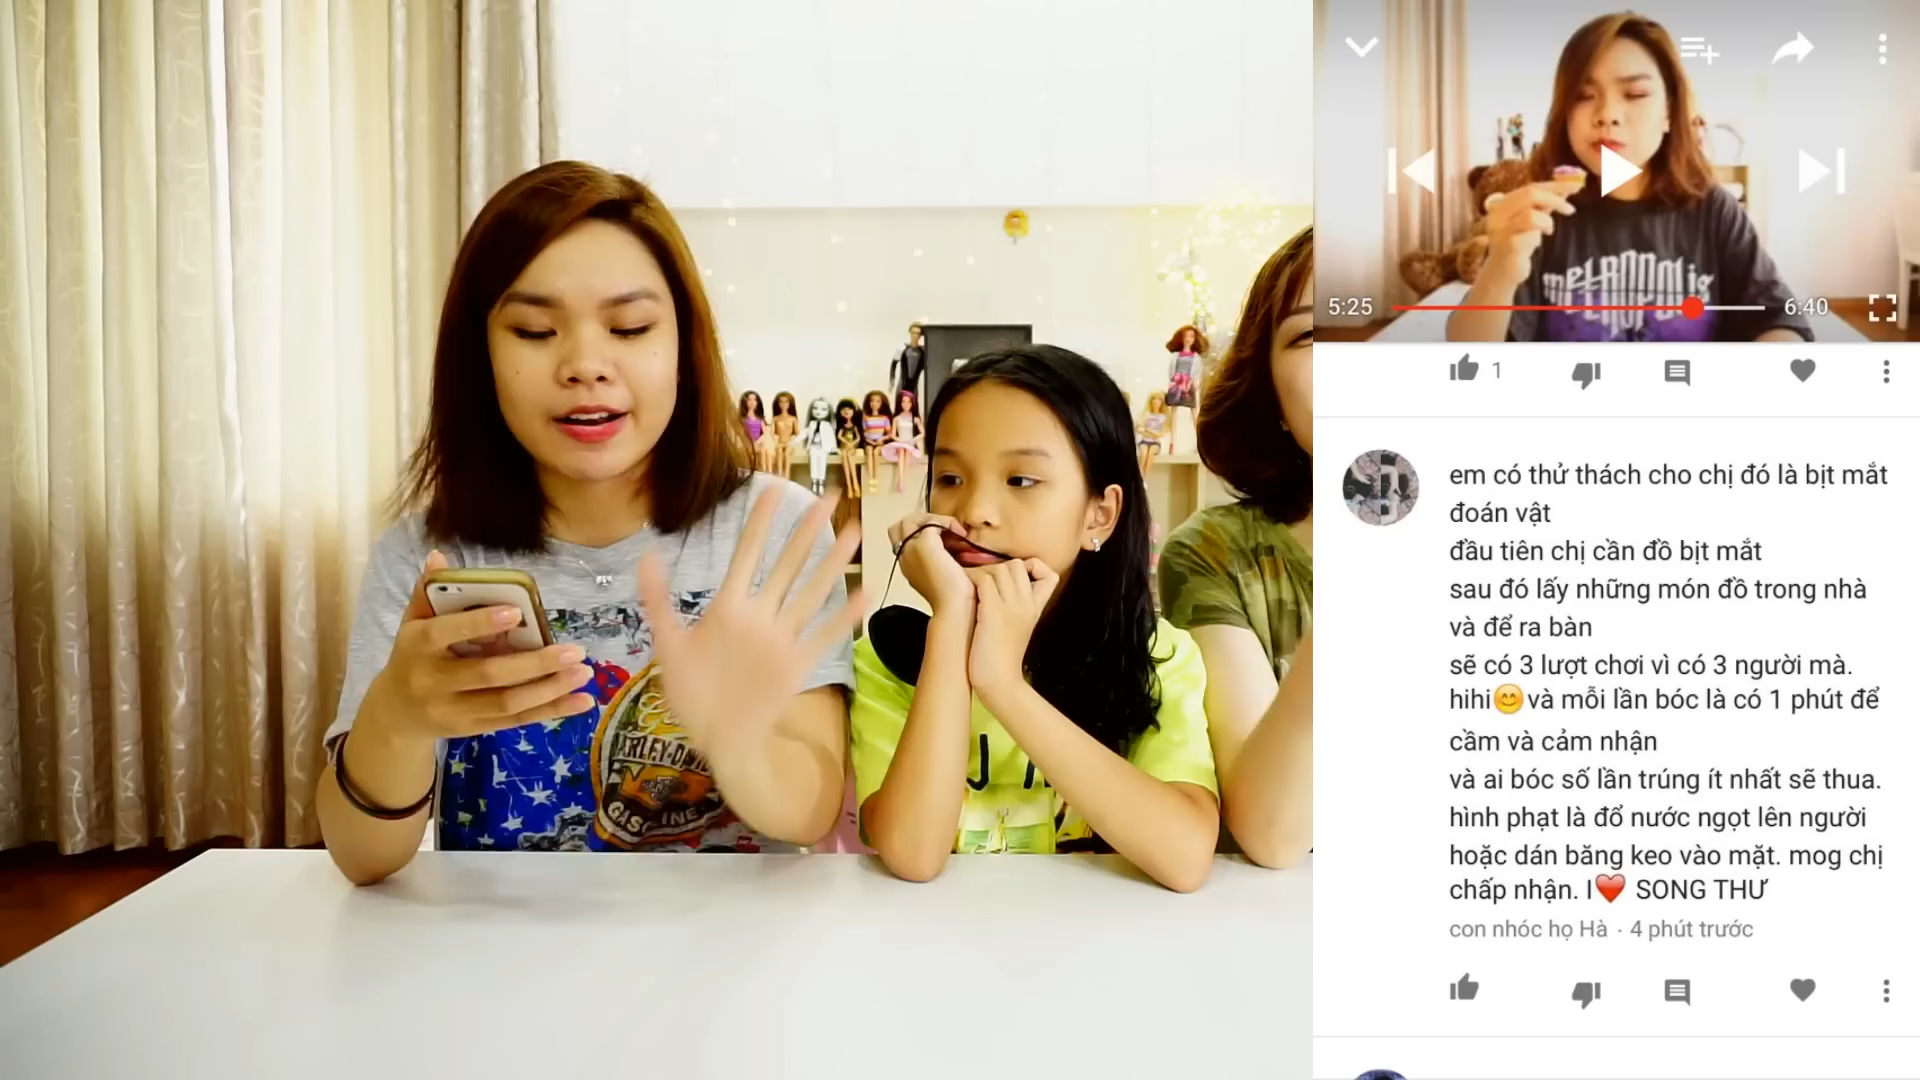 ARLEY-DAVI
GASOLINE
5:25
6:40
1
em có thử thách cho chị đó là bịt mắt
đoán vật
đầu tiên chị cần đồ bịt mắt
sau đó lấy những món đồ trong nhà
và để ra bàn
sẽ có 3 lượt chơi vì có 3 người mà.
hihi😊và mỗi lần bóc là có 1 phút để
cầm và cảm nhận
và ai bóc số lần trúng ít nhất sẽ thua.
hình phạt là đổ nước ngọt lên người
hoặc dán băng keo vào mặt. mog chị
chấp nhận. I❤️ SONG THƯ
con nhóc họ Hà · 4 phút trước